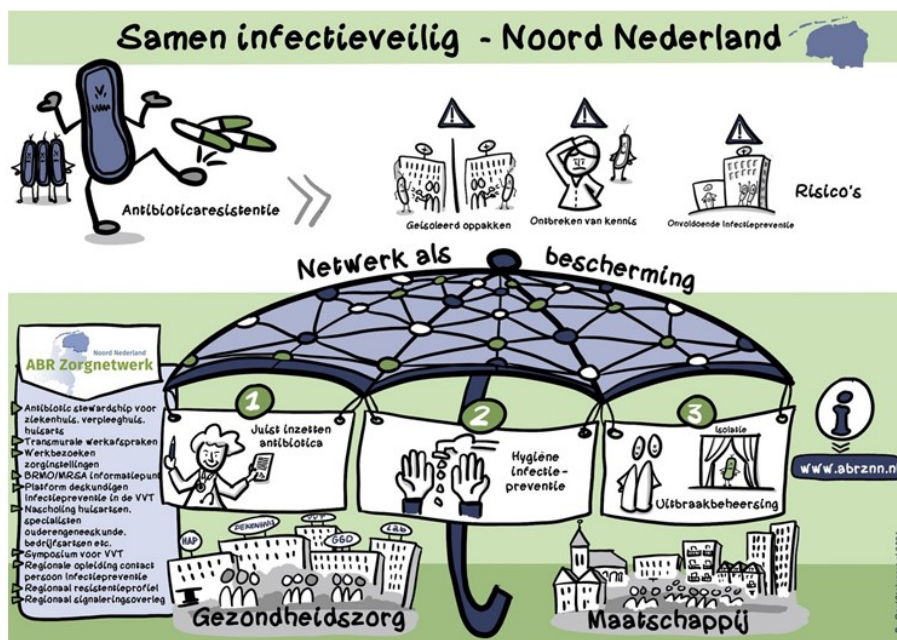 Samen infectieveilig - Noord Nederland
Antibioticaresistentie
Geïsoleerd oppakken
Ontbreken van kennis
Onvoldoende infectiepreventie
Risico's
Netwerk als bescherming
Noord Nederland
ABR Zorgnetwerk
Antibiotic stewardship voor
ziekenhuis, verpleeghuis,
huisarts
Transmurale werkafspraken
Werkbezoeken
zorginstellingen
BRMO/MRSA informatiepunt
Platform deskundigen
Infectiepreventie in de VVT
Nascholing huisartsen,
specialisten
ouderengeneeskunde,
bedrijfsartsen etc.
Symposium voor VVT
Regionale opleiding contact
persoon infectiepreventie
Regionaal resistentieprofiel
Regionaal signaleringsoverleg
1
Juist inzetten
antibiotica
2
Hygiëne
infectie-
preventie
3
Isolatie
Uitbraakbeheersing
i
www.abrznn.nl
HAP
ZIEKENHUIS
VVT
GGD
Lab
Gezondheidszorg
Maatschappij